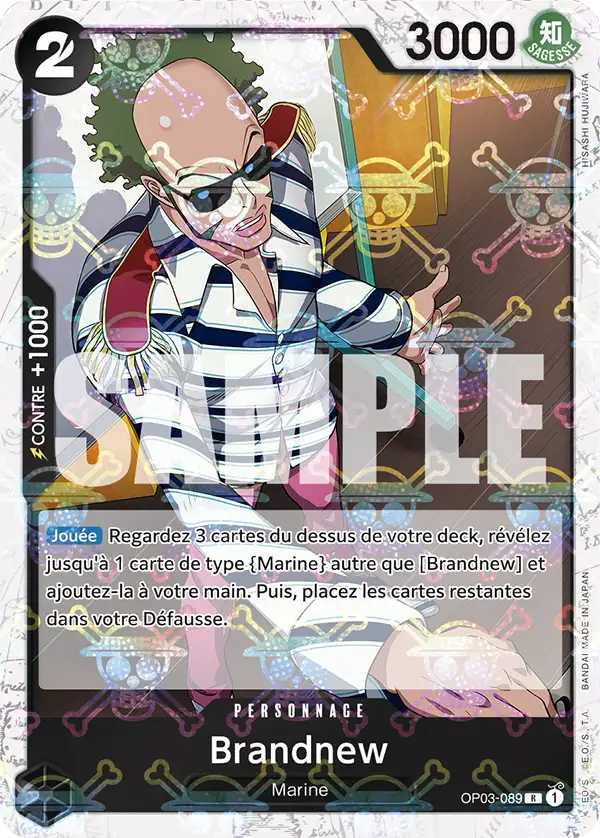 2
3000
知
SAGESSE
HISASHI HUJIWARA
CONTRE +1000
SAMPLE
Jouée Regardez 3 cartes du dessus de votre deck, révélez
jusqu'à 1 carte de type {Marine} autre que [Brandnew] et
ajoutez-la à votre main. Puis, placez les cartes restantes
dans votre Défausse.
BANDAI MADE IN JAPAN
©E.O./S., T.A.
PERSONNAGE
Brandnew
Marine
OP03-089 R 1